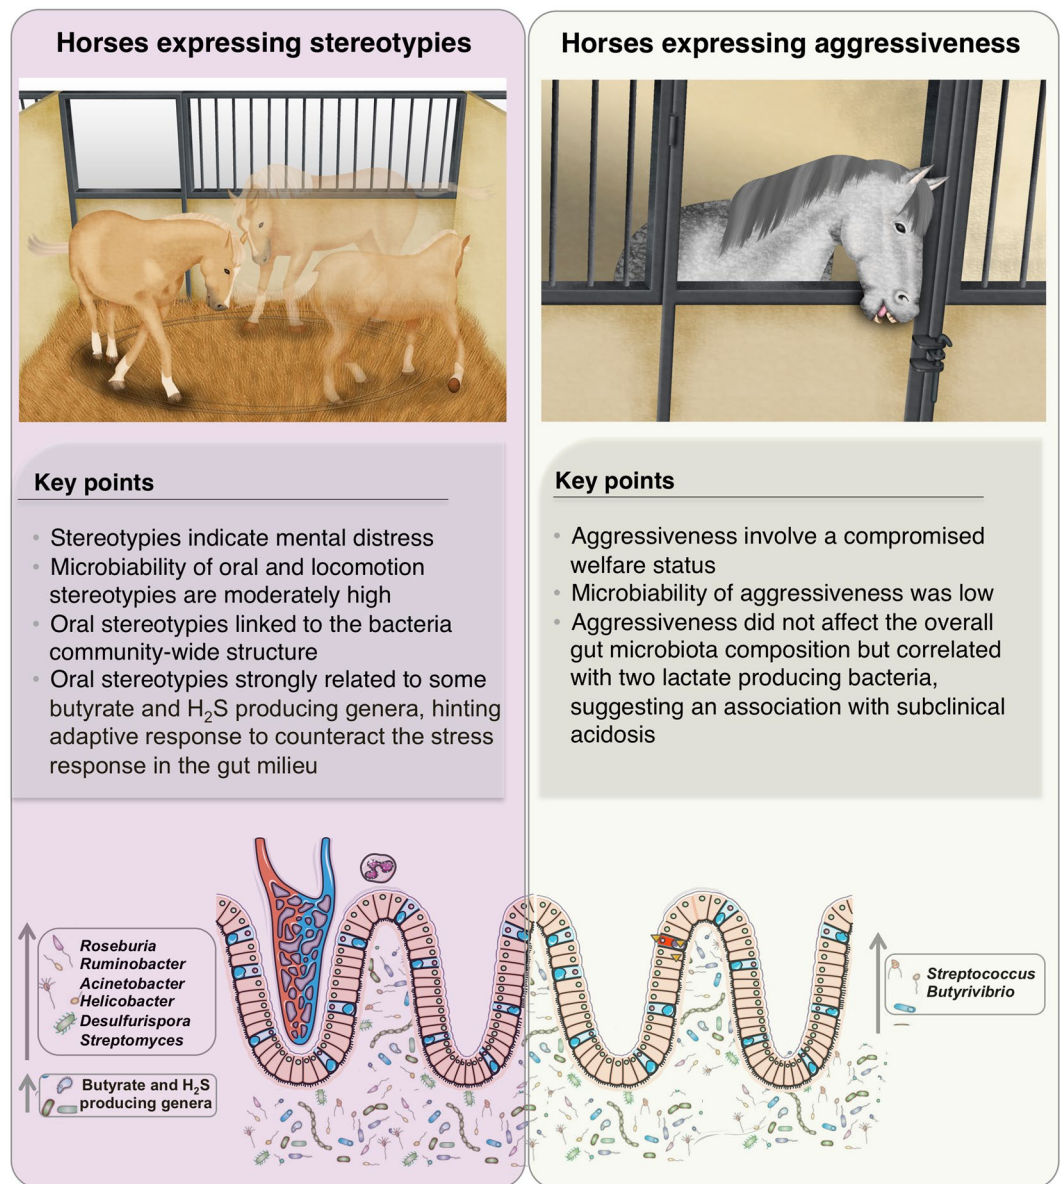 Horses expressing stereotypies
Key points
Stereotypies indicate mental distress
Microbiability of oral and locomotion
stereotypies are moderately high
Oral stereotypies linked to the bacteria
community-wide structure
Oral stereotypies strongly related to some
butyrate and H₂S producing genera, hinting
adaptive response to counteract the stress
response in the gut milieu
Roseburia
Ruminobacter
Acinetobacter
Helicobacter
Desulfurispora
Streptomyces
Butyrate and H₂S
producing genera
Horses expressing aggressiveness
Key points
Aggressiveness involve a compromised
welfare status
Microbiability of aggressiveness was low
Aggressiveness did not affect the overall
gut microbiota composition but correlated
with two lactate producing bacteria,
suggesting an association with subclinical
acidosis
Streptococcus
Butyrivibrio